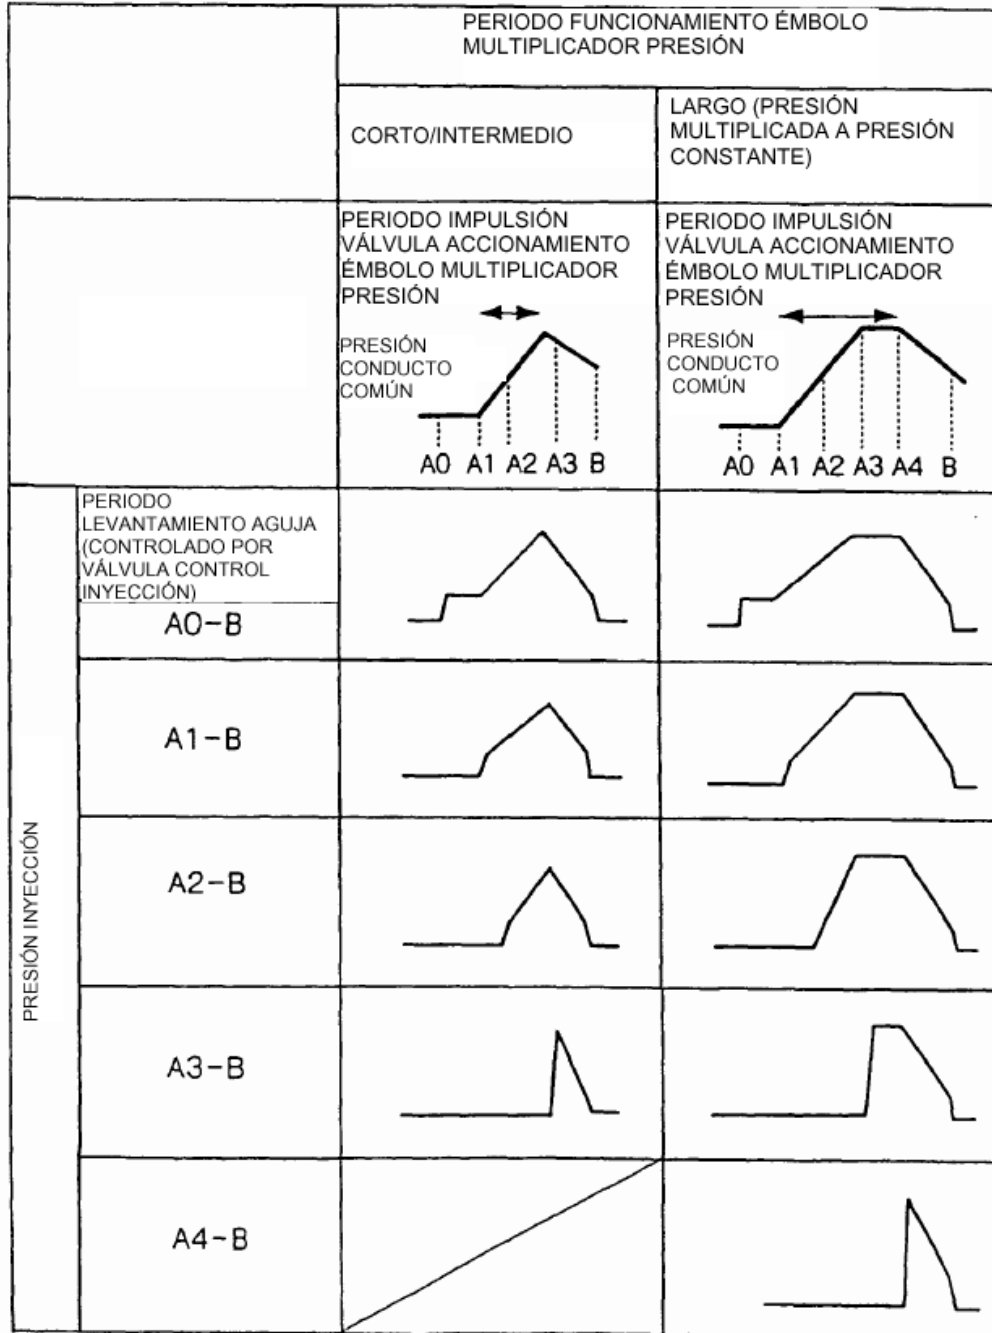 PERIODO FUNCIONAMIENTO ÉMBOLO
MULTIPLICADOR PRESIÓN
CORTO/INTERMEDIO
LARGO (PRESIÓN
MULTIPLICADA A PRESIÓN
CONSTANTE)
PERIODO IMPULSIÓN
VÁLVULA ACCIONAMIENTO
ÉMBOLO MULTIPLICADOR
PRESIÓN
PRESIÓN
CONDUCTO
COMÚN
A0 A1 A2 A3 B
PERIODO IMPULSIÓN
VÁLVULA ACCIONAMIENTO
ÉMBOLO MULTIPLICADOR
PRESIÓN
PRESIÓN
CONDUCTO
COMÚN
A0 A1 A2 A3 A4 B
PRESIÓN INYECCIÓN
PERIODO
LEVANTAMIENTO AGUJA
(CONTROLADO POR
VÁLVULA CONTROL
INYECCIÓN)
A0-B
A1-B
A2-B
A3-B
A4-B